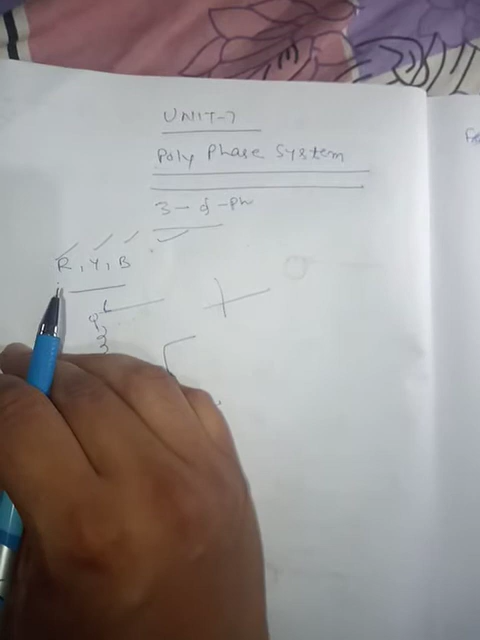 UNIT-7
Poly Phase System
3-ϕ-Ph
R, Y, B